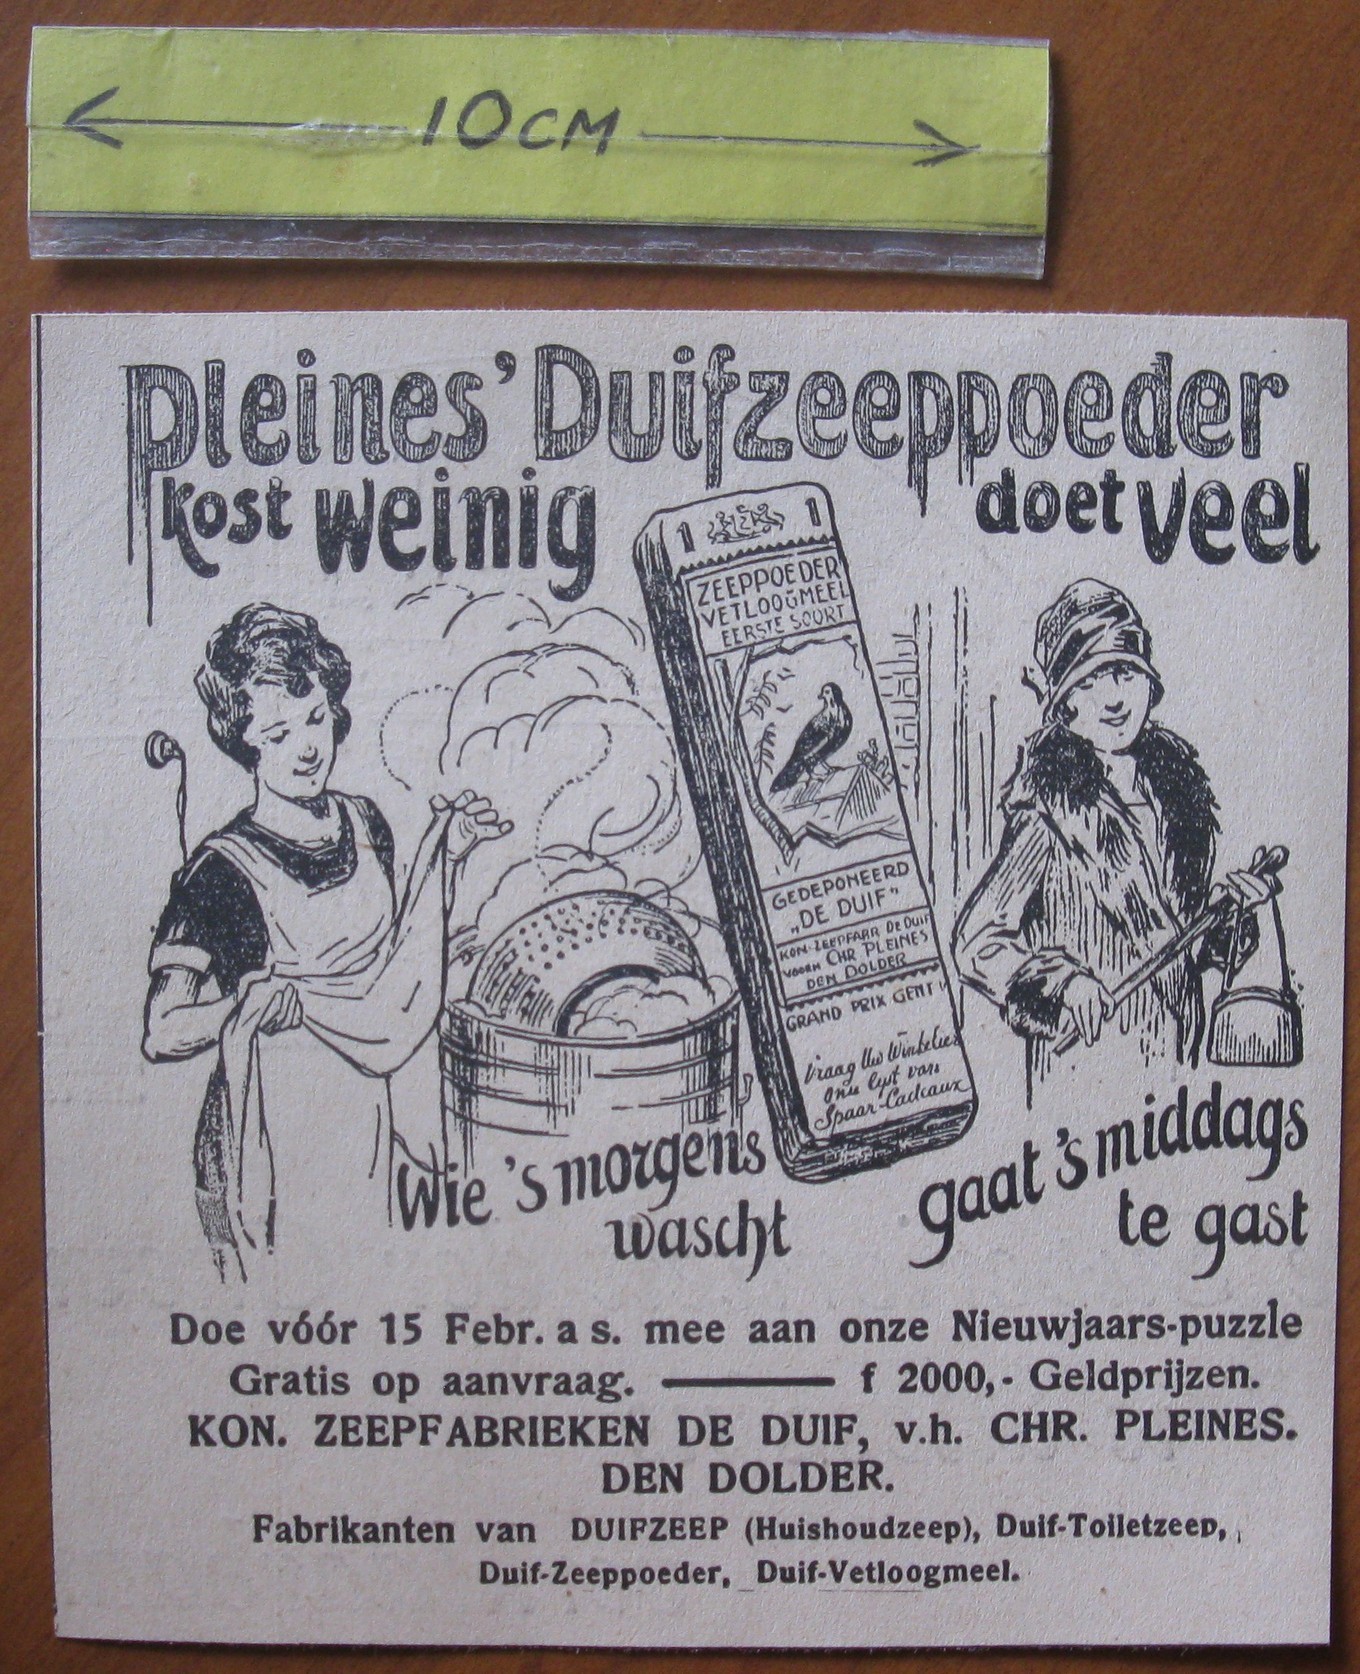 10CM
Pleines' Duifzeeppoeder
kost weinig
doet veel
1 1
ZEEPPOEDER
VETLOOGMEEL
EERSTE SOORT
GEDEPONEERD
„DE DUIF"
KON. ZEEPFABR. DE DUIF
VOORH CHR PLEINES
DEN DOLDER
GRAND PRIX GENT
Vraag Uw Winkelier
onze lyst van
Spaar-Cadeaux
Wie 's morgens
wascht
gaat 's middags
te gast
Doe vóór 15 Febr. a s. mee aan onze Nieuwjaars-puzzle
Gratis op aanvraag. —— f 2000,- Geldprijzen.
KON. ZEEPFABRIEKEN DE DUIF, v.h. CHR. PLEINES.
DEN DOLDER.
Fabrikanten van DUIFZEEP (Huishoudzeep), Duif-Toiletzeep,
Duif-Zeeppoeder, Duif-Vetloogmeel.